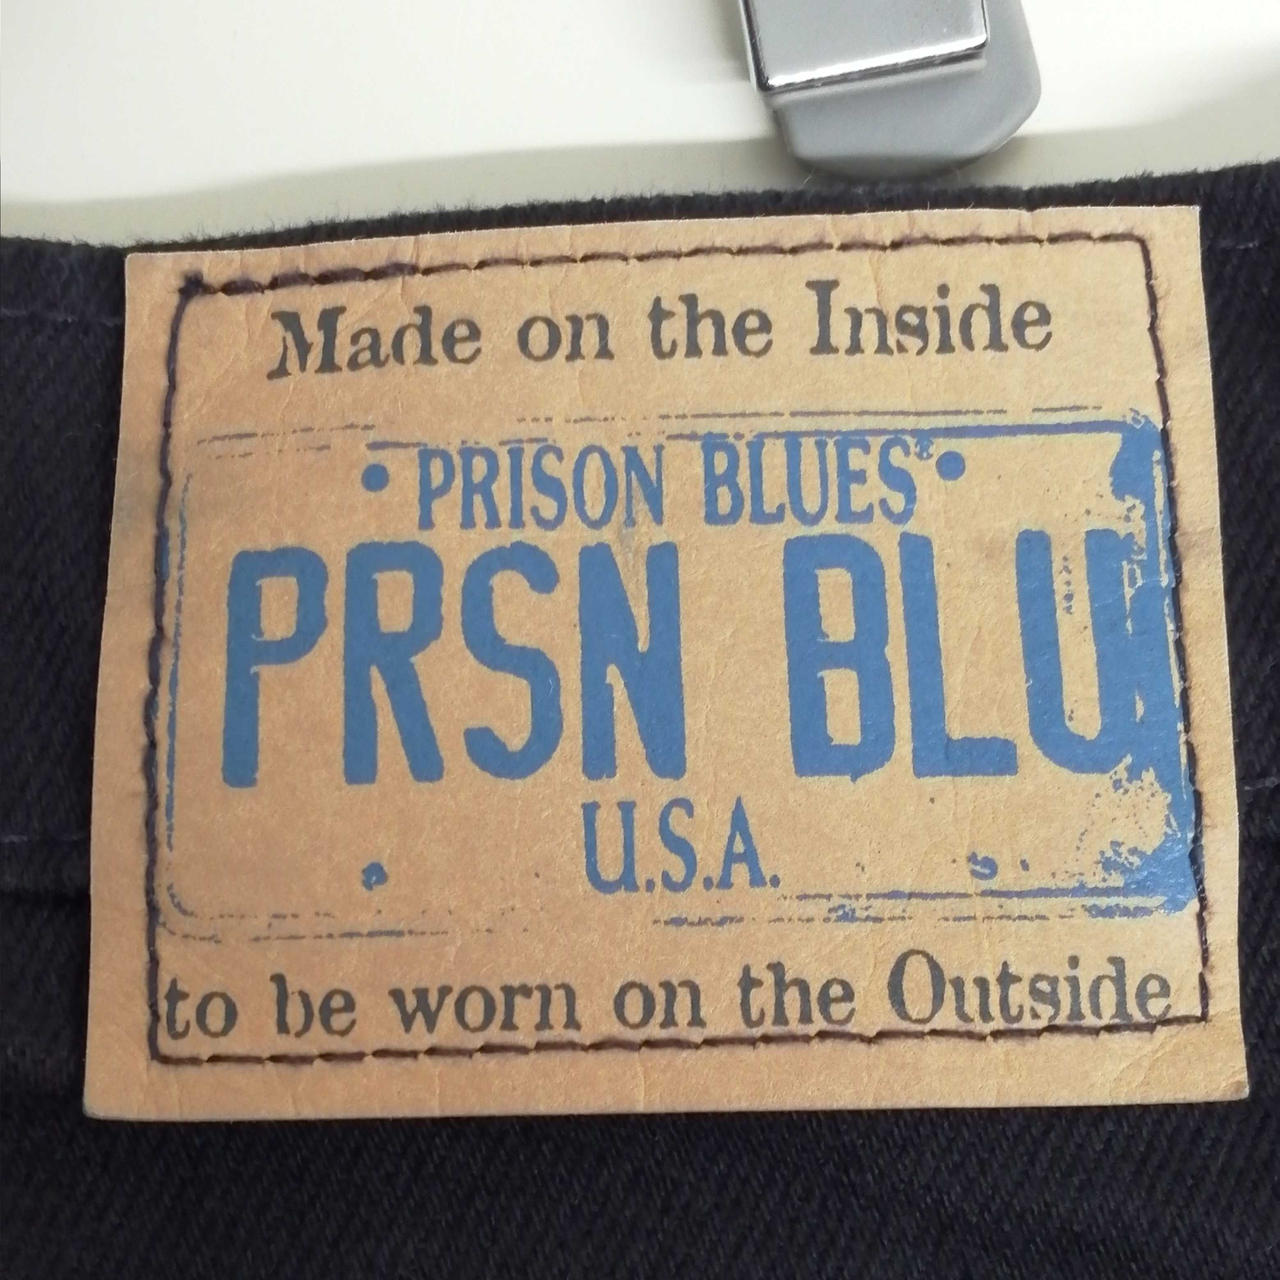 Made on the Inside
• PRISON BLUES® •
PRSN BLU
U.S.A.
to be worn on the Outside